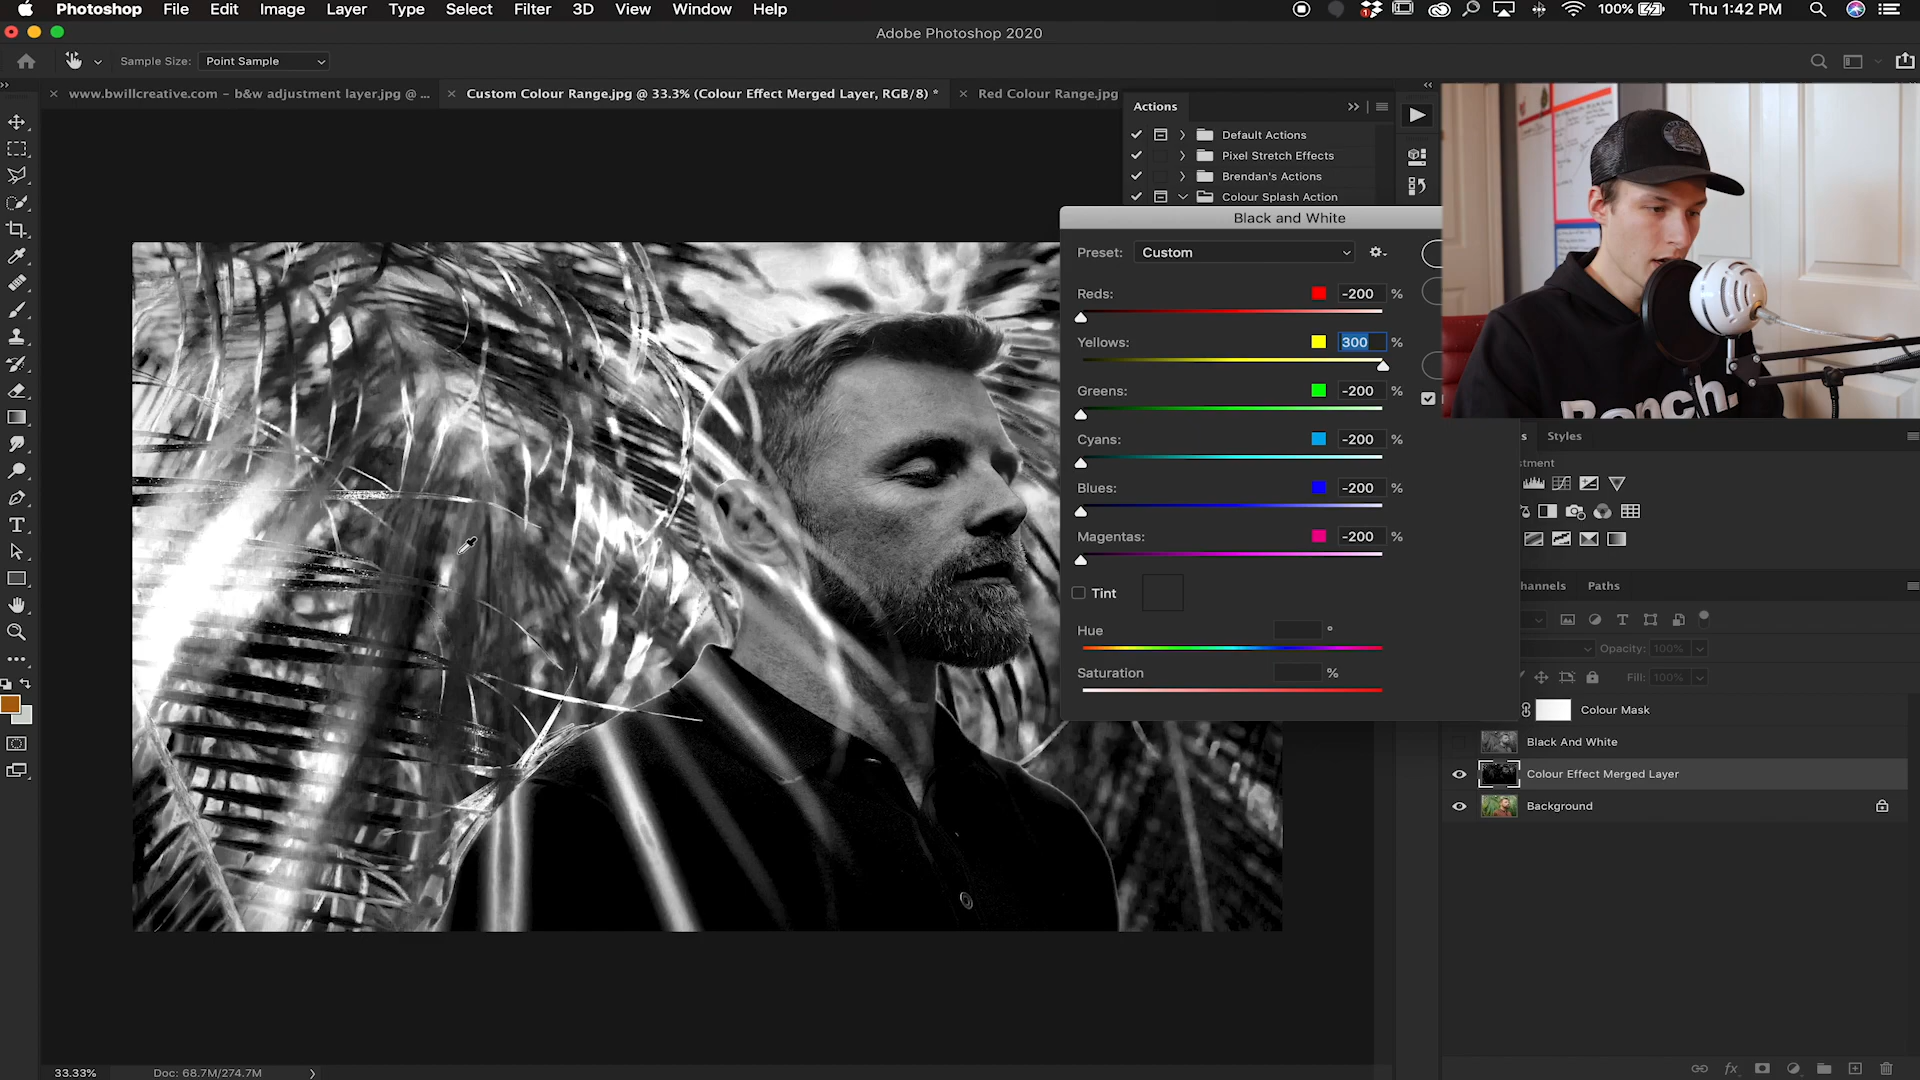 Photoshop File Edit Image Layer Type Select Filter 3D View Window Help
1
100%
Thu 1:42 PM
Adobe Photoshop 2020
Sample Size: Point Sample
www.bwillcreative.com - b&w adjustment layer.jpg @ ...
Custom Colour Range.jpg @ 33.3% (Colour Effect Merged Layer, RGB/8) *
Red Colour Range.jpg
Actions
Default Actions
Pixel Stretch Effects
Brendan's Actions
Colour Splash Action
Black and White
Preset: Custom
Reds: -200 %
Yellows: 300 %
Greens: -200 %
Cyans: -200 %
Blues: -200 %
Magentas: -200 %
Tint
Hue °
Saturation %
Bench.
s Styles
stment
hannels Paths
Opacity: 100%
Fill: 100%
Colour Mask
Black And White
Colour Effect Merged Layer
Background
fx
33.33% Doc: 68.7M/274.7M